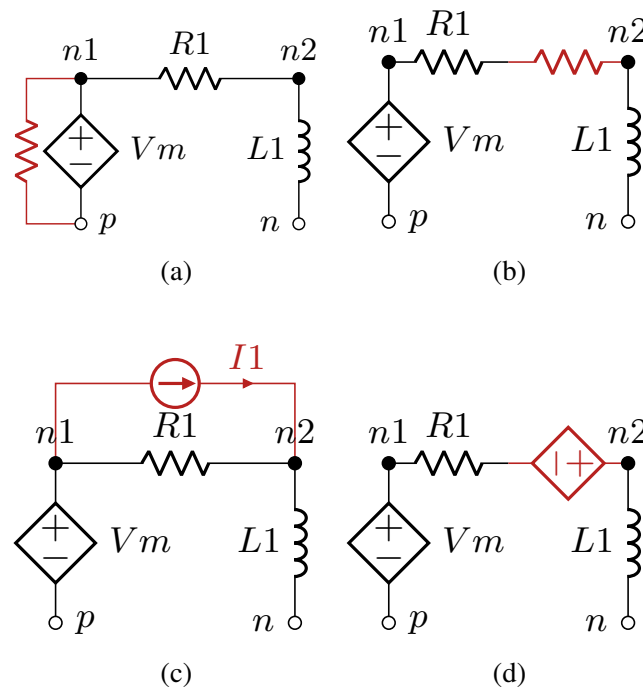 n1 R1 n2
n1 R1 n2
+ − Vm L1
+ − Vm L1
p n
p n
(a) (b)
I1
n1 R1 n2
n1 R1 n2
+ − Vm L1
− + 
+ − Vm L1
p n
p n
(c) (d)